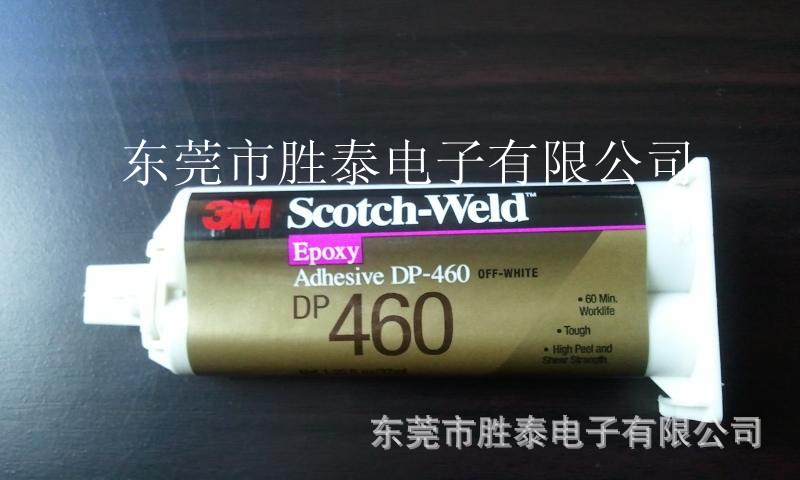 东莞市胜泰电子有限公司
3M Scotch-Weld™
Epoxy
Adhesive DP-460 OFF-WHITE
DP 460
• 60 Min. Worklife
• Tough
• High Peel and
Shear Strength
东莞市胜泰电子有限公司